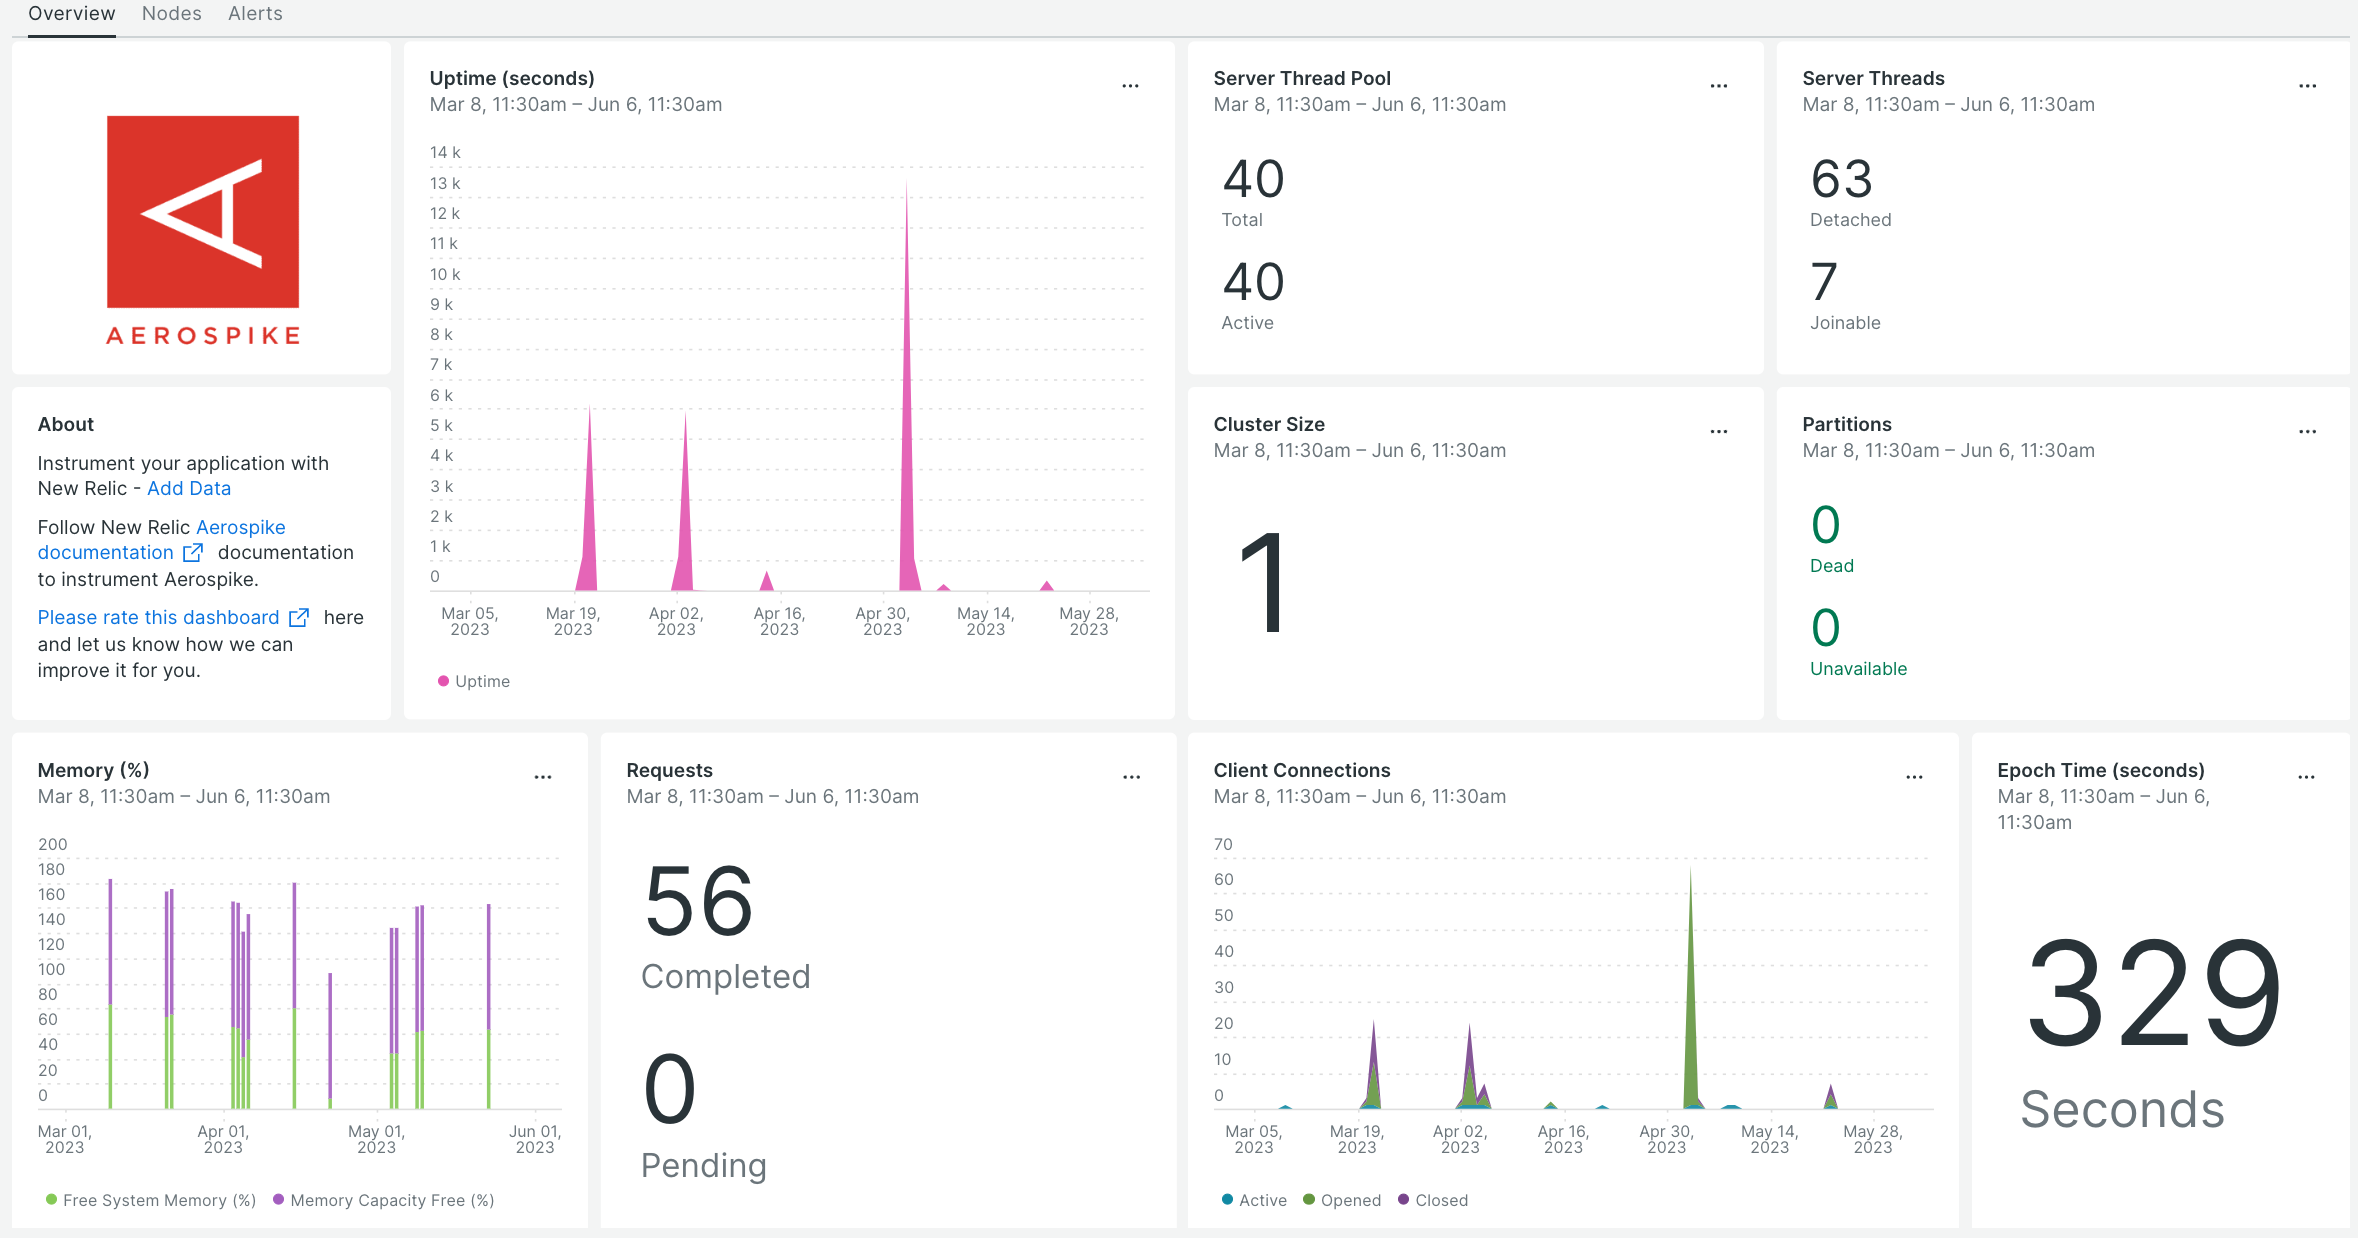 Overview Nodes Alerts
AEROSPIKE
Uptime (seconds)
Mar 8, 11:30am – Jun 6, 11:30am
14 k
13 k
12 k
11 k
10 k
9 k
8 k
7 k
6 k
5 k
4 k
3 k
2 k
1 k
0
Mar 05, 2023
Mar 19, 2023
Apr 02, 2023
Apr 16, 2023
Apr 30, 2023
May 14, 2023
May 28, 2023
Uptime
Server Thread Pool
Mar 8, 11:30am – Jun 6, 11:30am
40
Total
40
Active
Server Threads
Mar 8, 11:30am – Jun 6, 11:30am
63
Detached
7
Joinable
About
Instrument your application with
New Relic - Add Data
Follow New Relic Aerospike
documentation documentation
to instrument Aerospike.
Please rate this dashboard here
and let us know how we can
improve it for you.
Cluster Size
Mar 8, 11:30am – Jun 6, 11:30am
1
Partitions
Mar 8, 11:30am – Jun 6, 11:30am
0
Dead
0
Unavailable
Memory (%)
Mar 8, 11:30am – Jun 6, 11:30am
200
180
160
140
120
100
80
60
40
20
0
Mar 01, 2023
Apr 01, 2023
May 01, 2023
Jun 01, 2023
Free System Memory (%) Memory Capacity Free (%)
Requests
Mar 8, 11:30am – Jun 6, 11:30am
56
Completed
0
Pending
Client Connections
Mar 8, 11:30am – Jun 6, 11:30am
70
60
50
40
30
20
10
0
Mar 05, 2023
Mar 19, 2023
Apr 02, 2023
Apr 16, 2023
Apr 30, 2023
May 14, 2023
May 28, 2023
Active Opened Closed
Epoch Time (seconds)
Mar 8, 11:30am – Jun 6,
11:30am
329
Seconds